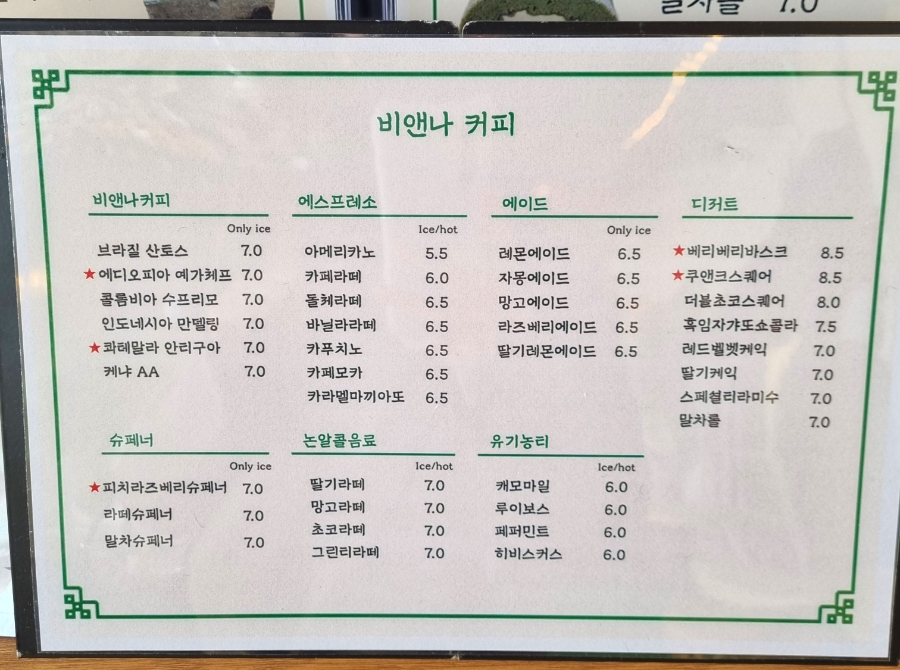 말차롤 7.0
비앤나 커피
비앤나커피
Only ice
브라질 산토스 7.0
★에디오피아 예가체프 7.0
콜롬비아 수프리모 7.0
인도네시아 만델링 7.0
★콰테말라 안리구아 7.0
케냐 AA 7.0
에스프레소
Ice/hot
아메리카노 5.5
카페라떼 6.0
돌체라떼 6.5
바닐라라떼 6.5
카푸치노 6.5
카페모카 6.5
카라멜마끼아또 6.5
에이드
Only ice
레몬에이드 6.5
자몽에이드 6.5
망고에이드 6.5
라즈베리에이드 6.5
딸기레몬에이드 6.5
디저트
★베리베리바스크 8.5
★쿠앤크스퀘어 8.5
더블초코스퀘어 8.0
흑임자갸또쇼콜라 7.5
레드벨벳케익 7.0
딸기케익 7.0
스페셜티라미수 7.0
말차롤 7.0
슈페너
Only ice
★피치라즈베리슈페너 7.0
라떼슈페너 7.0
말차슈페너 7.0
논알콜음료
Ice/hot
딸기라떼 7.0
망고라떼 7.0
초코라떼 7.0
그린티라떼 7.0
유기농티
Ice/hot
캐모마일 6.0
루이보스 6.0
페퍼민트 6.0
히비스커스 6.0